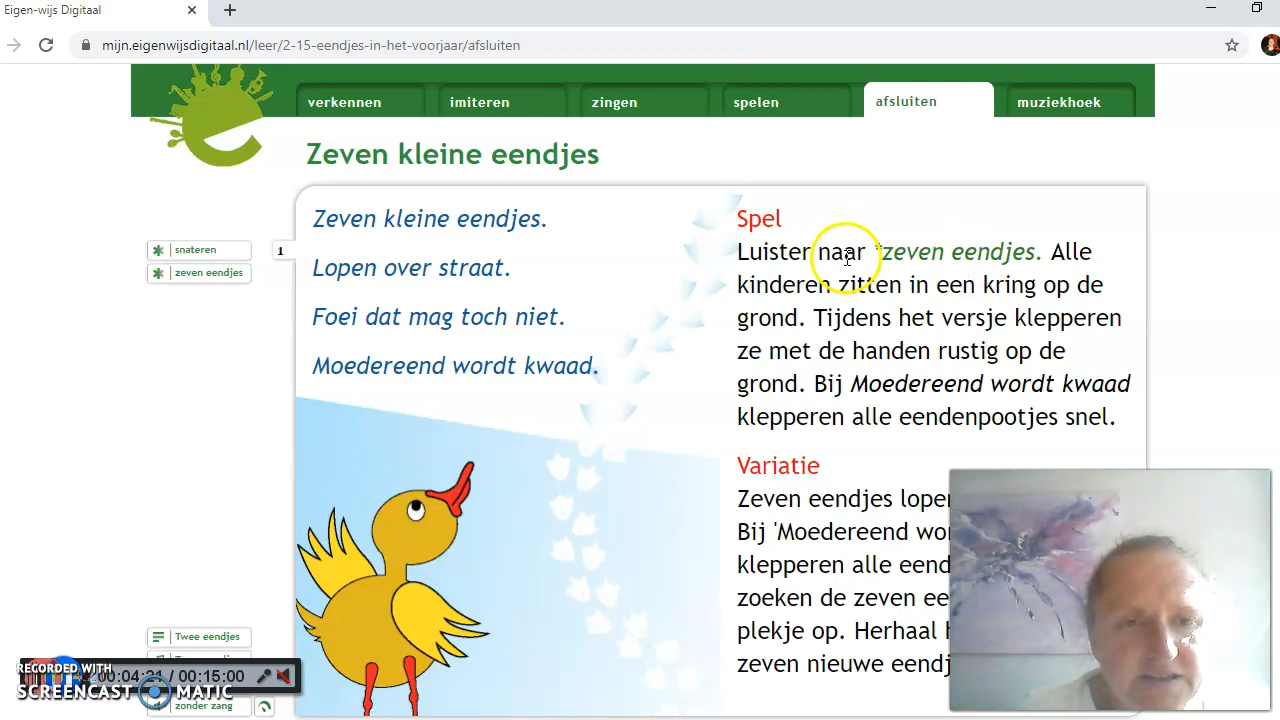 Eigen-wijs Digitaal
mijn.eigenwijsdigitaal.nl/leer/2-15-eendjes-in-het-voorjaar/afsluiten
verkennen
imiteren
zingen
spelen
afsluiten
muziekhoek
Zeven kleine eendjes
snateren
zeven eendjes
1
Zeven kleine eendjes.
Lopen over straat.
Foei dat mag toch niet.
Moedereend wordt kwaad.
Spel
Luister naar *zeven eendjes. Alle
kinderen zitten in een kring op de
grond. Tijdens het versje klepperen
ze met de handen rustig op de
grond. Bij Moedereend wordt kwaad
klepperen alle eendenpootjes snel.
Variatie
Zeven eendjes lopen
Bij 'Moedereend wor
klepperen alle eend
zoeken de zeven ee
plekje op. Herhaal h
zeven nieuwe eendj
Twee eendjes
zonder zang
RECORDED WITH
SCREENCAST MATIC
00:04:21 / 00:15:00